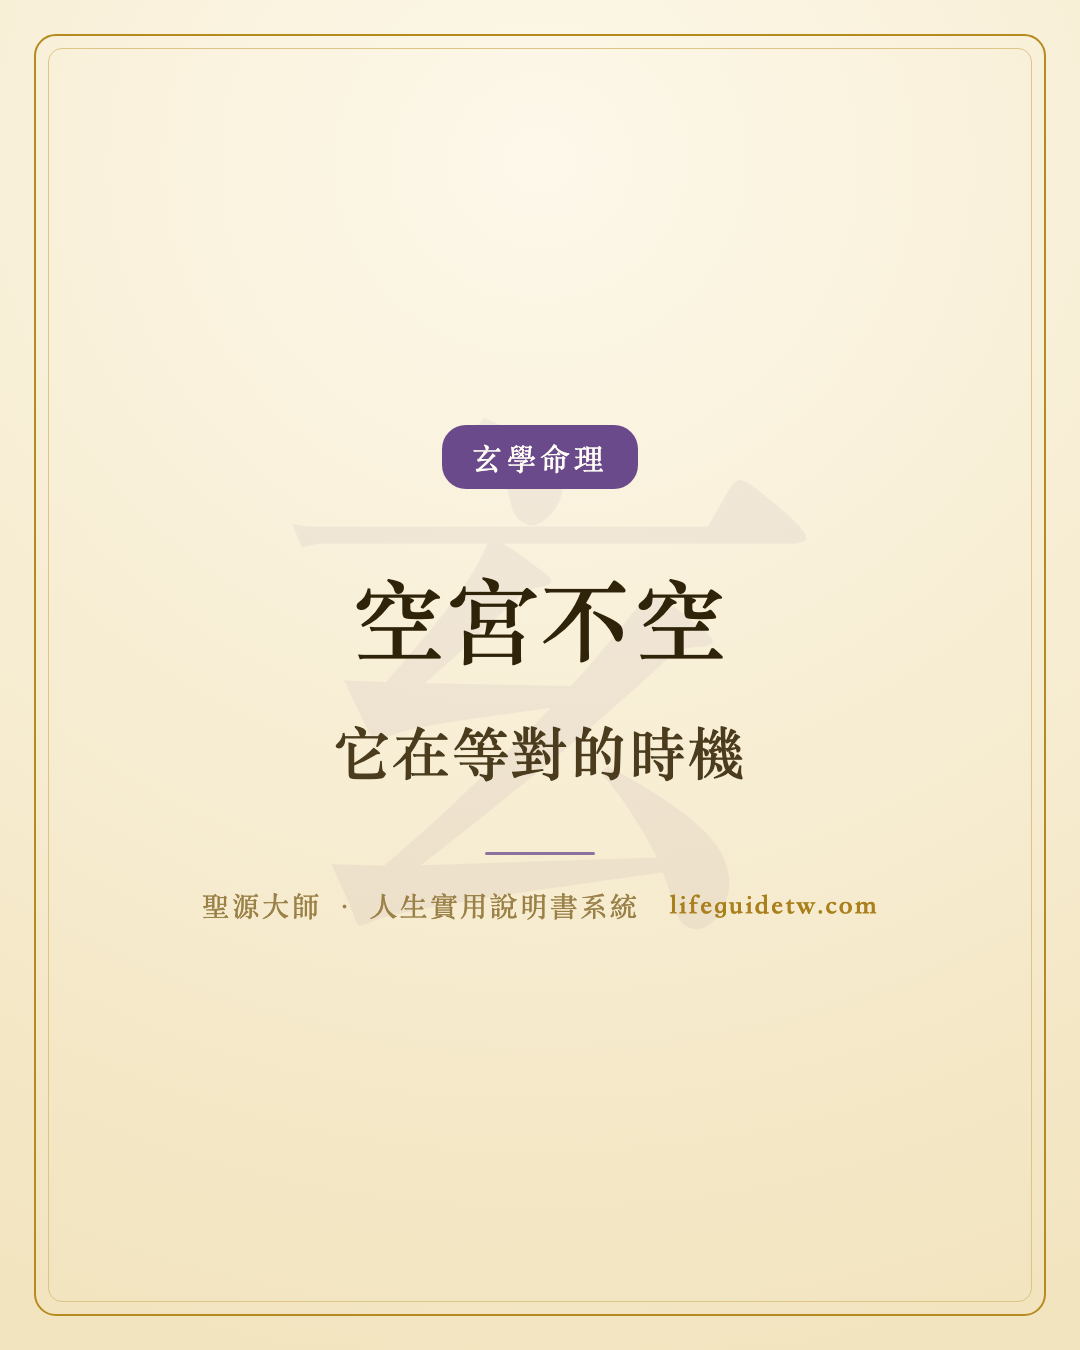 玄學命理
空宮不空
它在等對的時機
聖源大師 · 人生實用說明書系統 lifeguidetw.com
玄